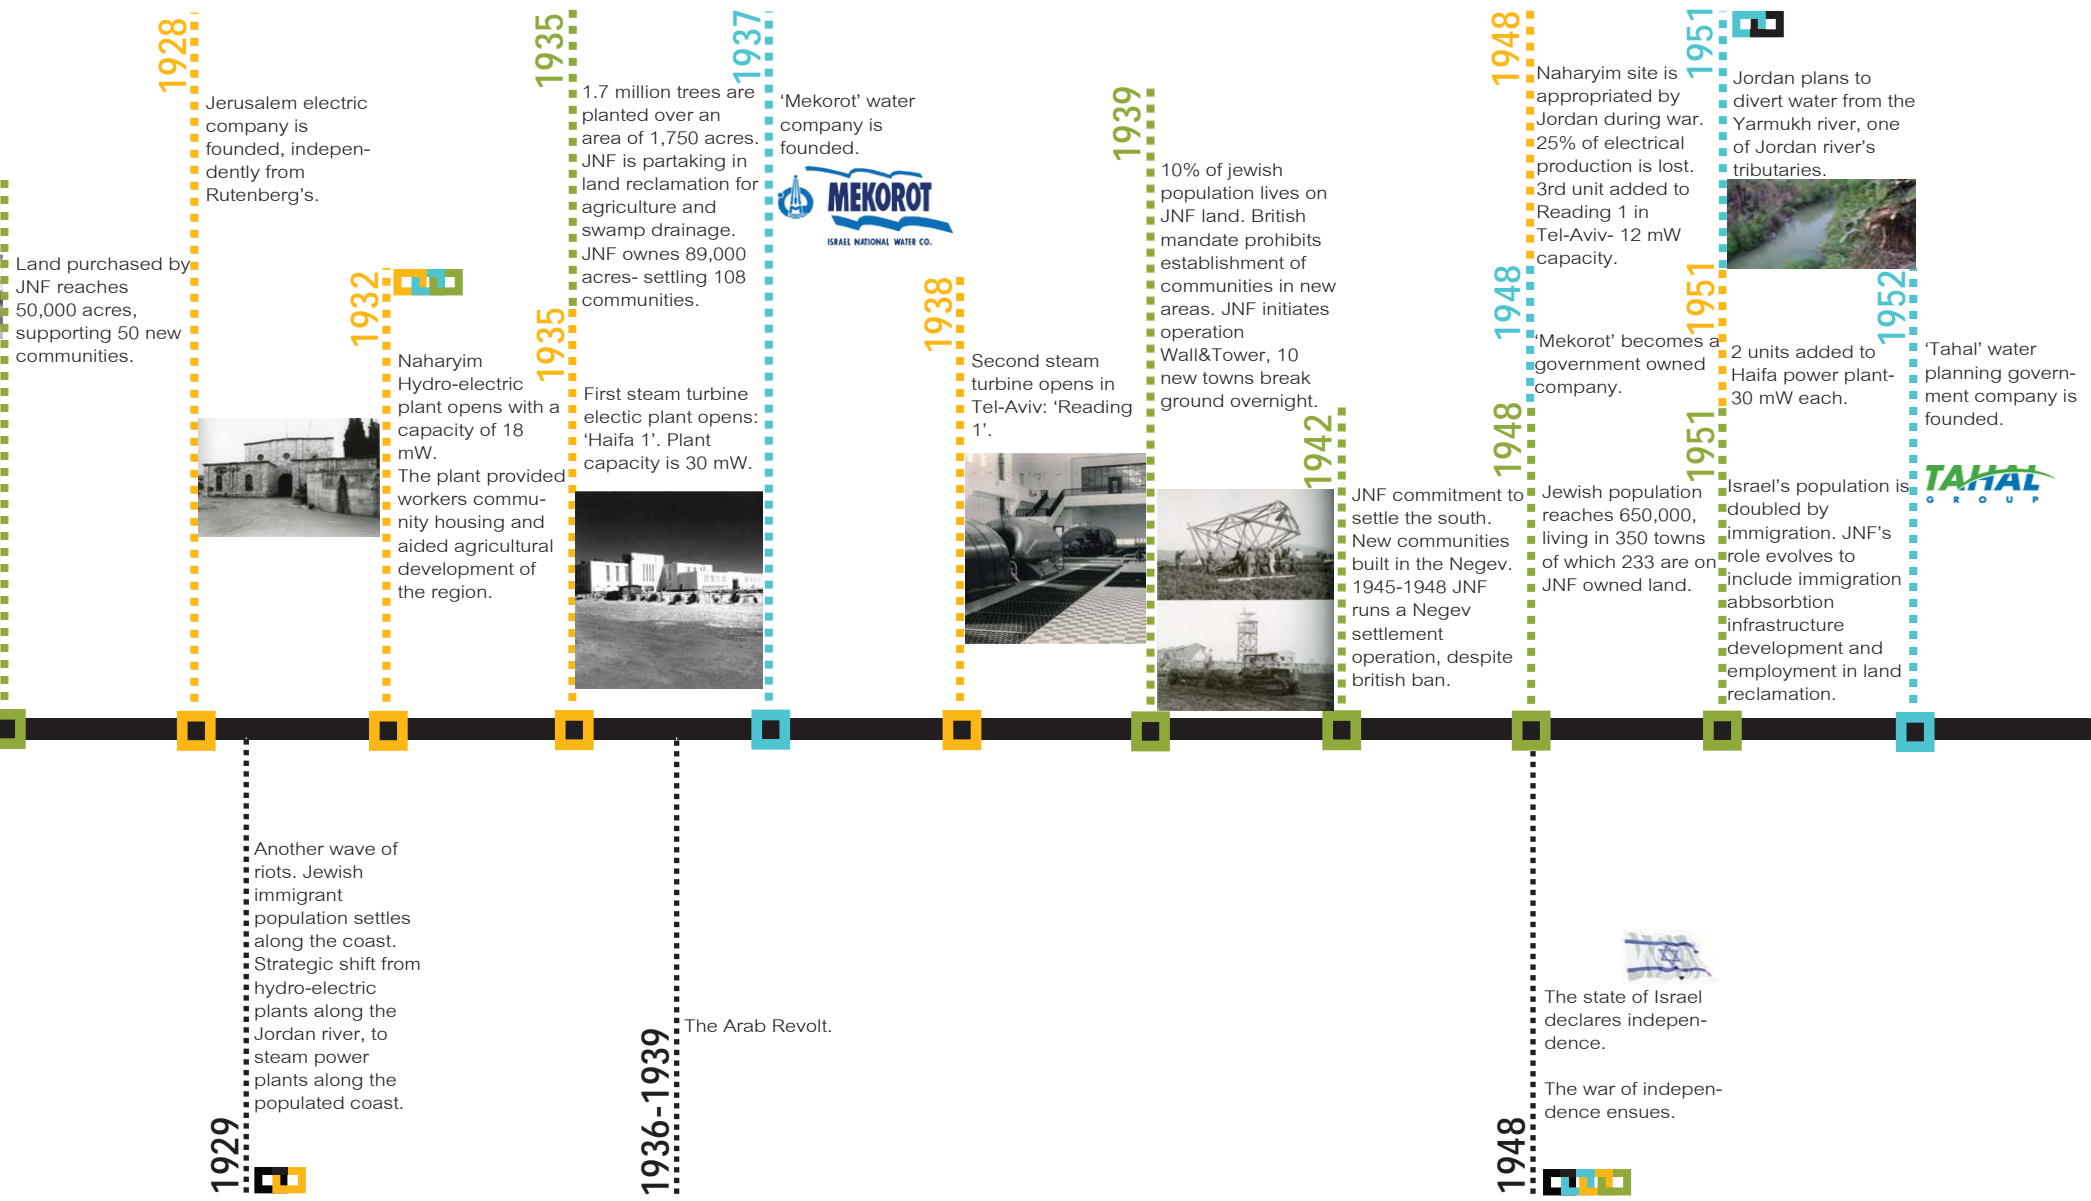 Land purchased by
JNF reaches
50,000 acres,
supporting 50 new
communities.
1928
Jerusalem electric
company is
founded, indepen-
dently from
Rutenberg's.
1932
Naharyim
Hydro-electric
plant opens with a
capacity of 18
mW.
The plant provided
workers commu-
nity housing and
aided agricultural
development of
the region.
1935
1.7 million trees are
planted over an
area of 1,750 acres.
JNF is partaking in
land reclamation for
agriculture and
swamp drainage.
JNF ownes 89,000
acres- settling 108
communities.
1935
First steam turbine
electic plant opens:
‘Haifa 1’. Plant
capacity is 30 mW.
1937
‘Mekorot’ water
company is
founded.
MEKOROT
ISRAEL NATIONAL WATER CO.
1938
Second steam
turbine opens in
Tel-Aviv: ‘Reading
1’.
1939
10% of jewish
population lives on
JNF land. British
mandate prohibits
establishment of
communities in new
areas. JNF initiates
operation
Wall&Tower, 10
new towns break
ground overnight.
1942
JNF commitment to
settle the south.
New communities
built in the Negev.
1945-1948 JNF
runs a Negev
settlement
operation, despite
british ban.
1948
Naharyim site is
appropriated by
Jordan during war.
25% of electrical
production is lost.
3rd unit added to
Reading 1 in
Tel-Aviv- 12 mW
capacity.
1948
‘Mekorot’ becomes a
government owned
company.
1948
Jewish population
reaches 650,000,
living in 350 towns
of which 233 are on
JNF owned land.
1951
Jordan plans to
divert water from the
Yarmukh river, one
of Jordan river’s
tributaries.
1951
2 units added to
Haifa power plant-
30 mW each.
1951
Israel’s population is
doubled by
immigration. JNF’s
role evolves to
include immigration
abbsorbtion
infrastructure
development and
employment in land
reclamation.
1952
‘Tahal’ water
planning govern-
ment company is
founded.
TAHAL
GROUP
1929
Another wave of
riots. Jewish
immigrant
population settles
along the coast.
Strategic shift from
hydro-electric
plants along the
Jordan river, to
steam power
plants along the
populated coast.
1936-1939
The Arab Revolt.
1948
The state of Israel
declares indepen-
dence.
The war of indepen-
dence ensues.